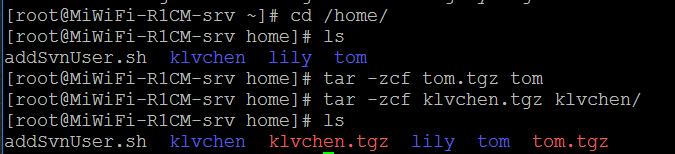 [root@MiWiFi-R1CM-srv ~]# cd /home/
[root@MiWiFi-R1CM-srv home]# ls
addSvnUser.sh klvchen lily tom
[root@MiWiFi-R1CM-srv home]# tar -zcf tom.tgz tom
[root@MiWiFi-R1CM-srv home]# tar -zcf klvchen.tgz klvchen/
[root@MiWiFi-R1CM-srv home]# ls
addSvnUser.sh klvchen klvchen.tgz lily tom tom.tgz